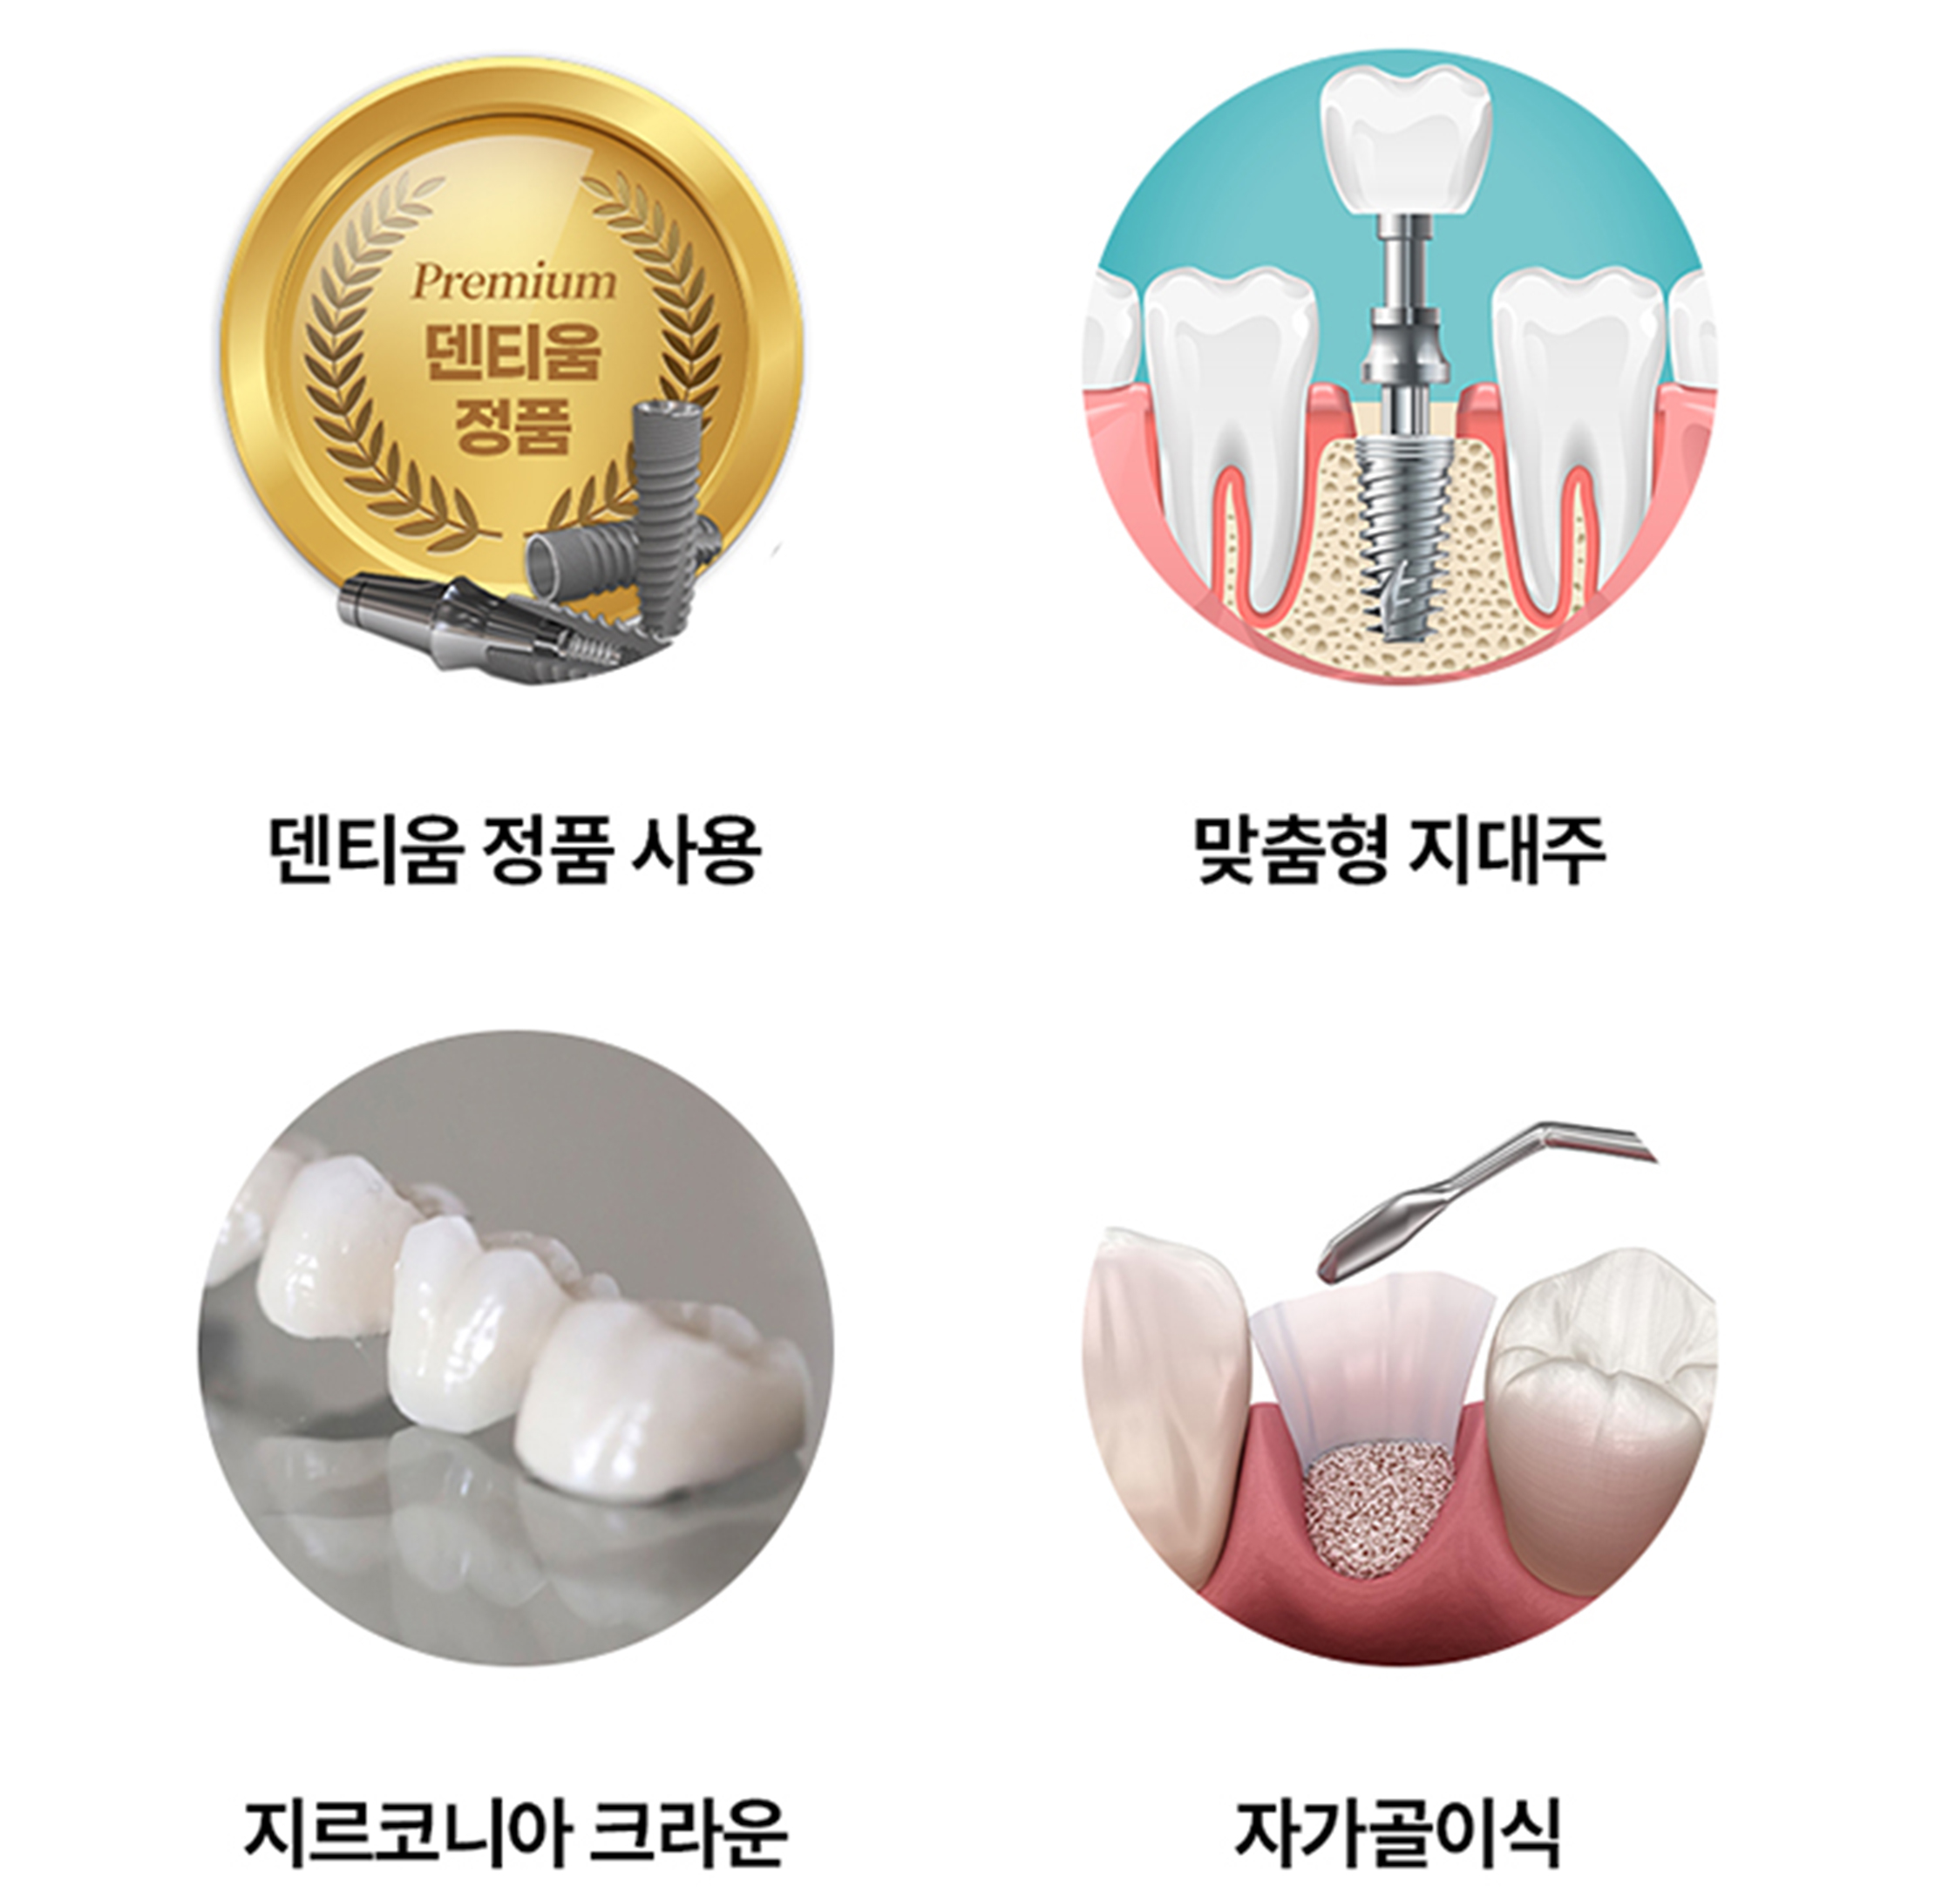 Premium
덴티움
정품
덴티움 정품 사용
맞춤형 지대주
지르코니아 크라운
자가골이식